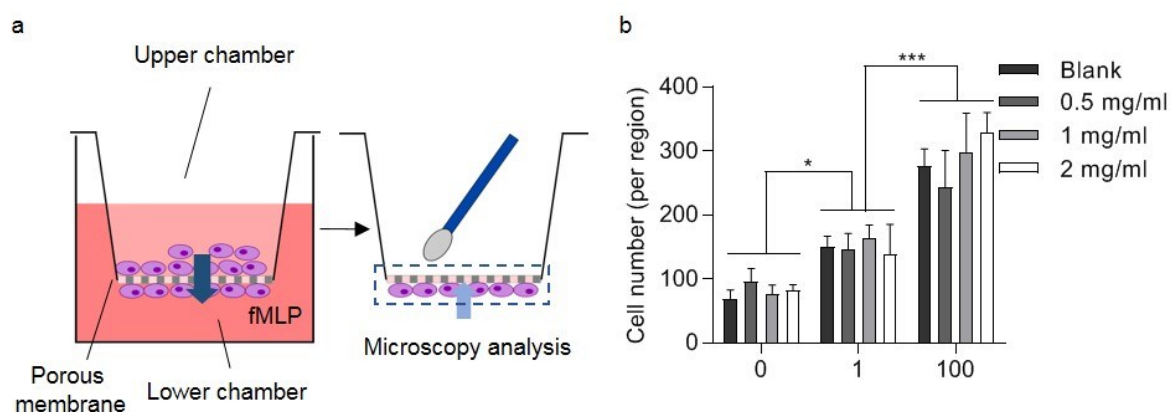 a
Upper chamber
fMLP
Porous
membrane
Lower chamber
Microscopy analysis
b
Cell number (per region)
400
300
200
100
0
*
***
Blank
0.5 mg/ml
1 mg/ml
2 mg/ml
0
1
100